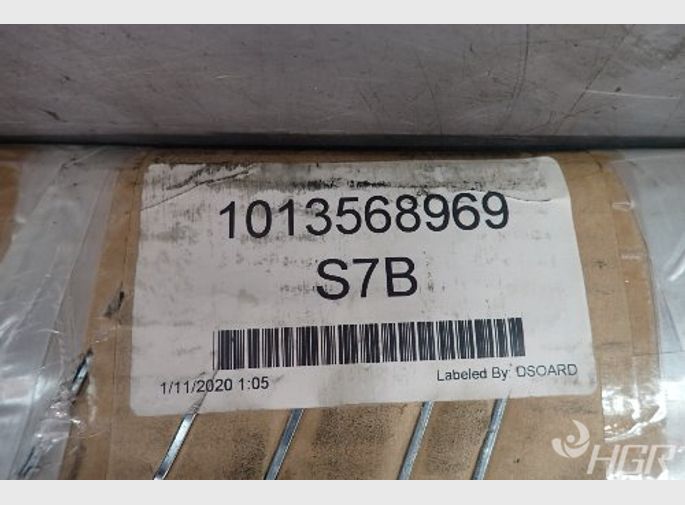 1013568969
S7B
1/11/2020 1:05
Labeled By: DSOARD
HGR